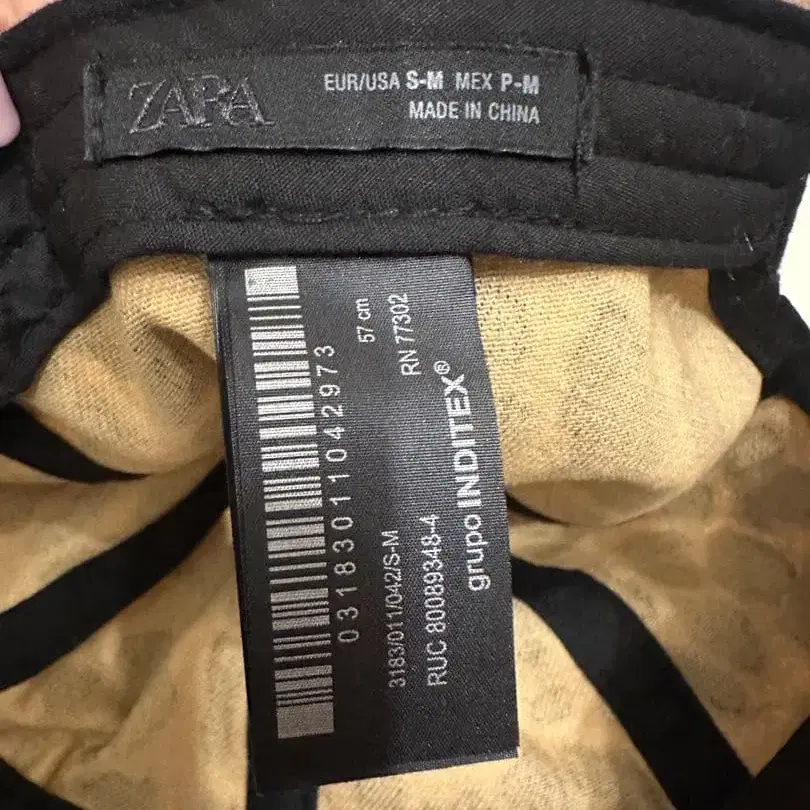 ZARA
EUR/USA S-M MEX P-M
MADE IN CHINA
03183011042973
57 cm
3183/011/042/S-M
RN 77302
RUC 80089348-4
grupo INDITEX®